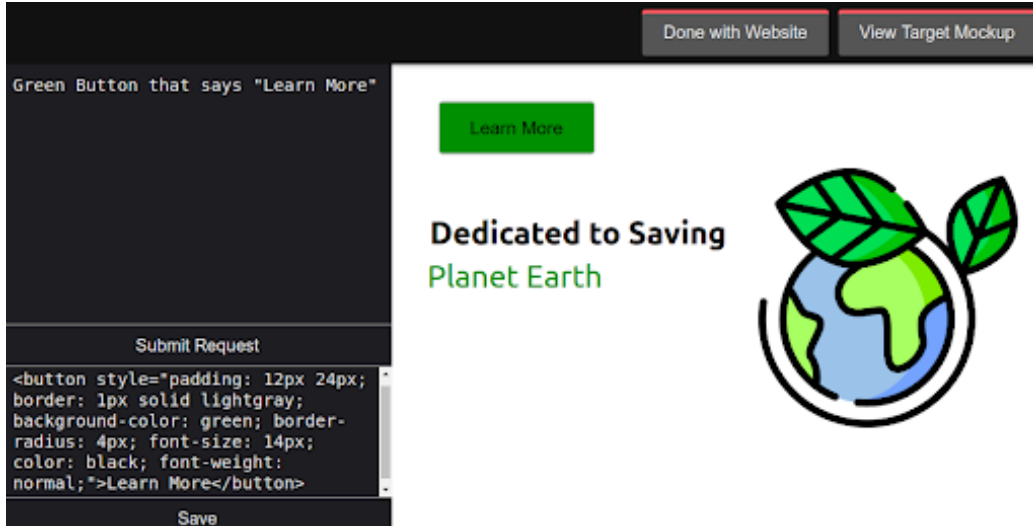 Done with Website
View Target Mockup
Green Button that says "Learn More"
Submit Request
<button style="padding: 12px 24px;
border: 1px solid lightgray;
background-color: green; border-
radius: 4px; font-size: 14px;
color: black; font-weight:
normal;">Learn More</button>
Save
Learn More
Dedicated to Saving
Planet Earth